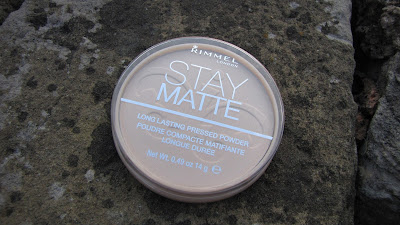 RIMMEL
LONDON
STAY
MATTE
LONG LASTING PRESSED POWDER
POUDRE COMPACTE MATIFIANTE
LONGUE DURÉE
Net Wt. 0.49 oz 14 g e